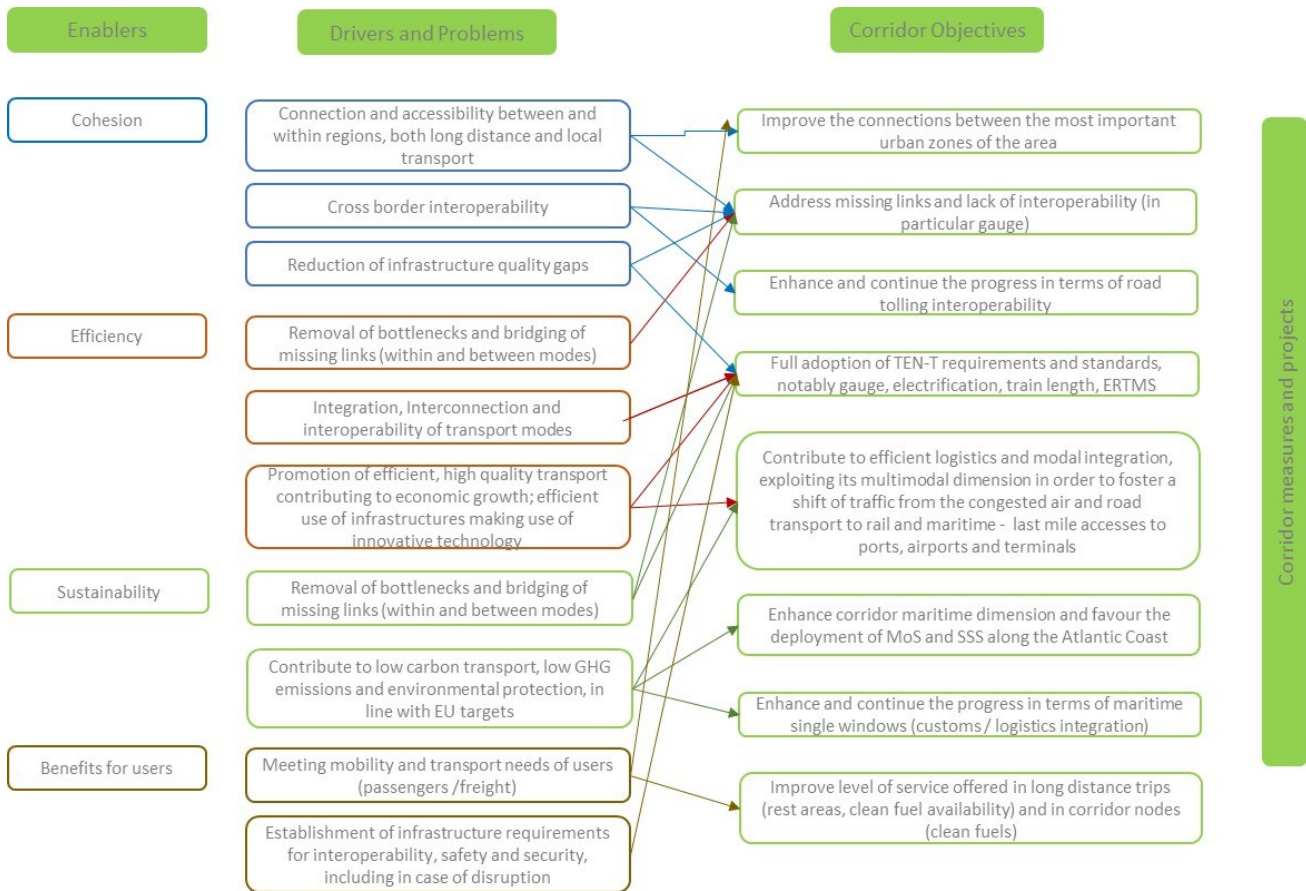 Enablers
Drivers and Problems
Corridor Objectives
Cohesion
Connection and accessibility between and
within regions, both long distance and local
transport
Cross border interoperability
Reduction of infrastructure quality gaps
Efficiency
Removal of bottlenecks and bridging of
missing links (within and between modes)
Integration, Interconnection and
interoperability of transport modes
Promotion of efficient, high quality transport
contributing to economic growth; efficient
use of infrastructures making use of
innovative technology
Sustainability
Removal of bottlenecks and bridging of
missing links (within and between modes)
Contribute to low carbon transport, low GHG
emissions and environmental protection, in
line with EU targets
Benefits for users
Meeting mobility and transport needs of users
(passengers /freight)
Establishment of infrastructure requirements
for interoperability, safety and security,
including in case of disruption
Improve the connections between the most important
urban zones of the area
Address missing links and lack of interoperability (in
particular gauge)
Enhance and continue the progress in terms of road
tolling interoperability
Full adoption of TEN-T requirements and standards,
notably gauge, electrification, train length, ERTMS
Contribute to efficient logistics and modal integration,
exploiting its multimodal dimension in order to foster a
shift of traffic from the congested air and road
transport to rail and maritime - last mile accesses to
ports, airports and terminals
Enhance corridor maritime dimension and favour the
deployment of MoS and SSS along the Atlantic Coast
Enhance and continue the progress in terms of maritime
single windows (customs / logistics integration)
Improve level of service offered in long distance trips
(rest areas, clean fuel availability) and in corridor nodes
(clean fuels)
Corridor measures and projects